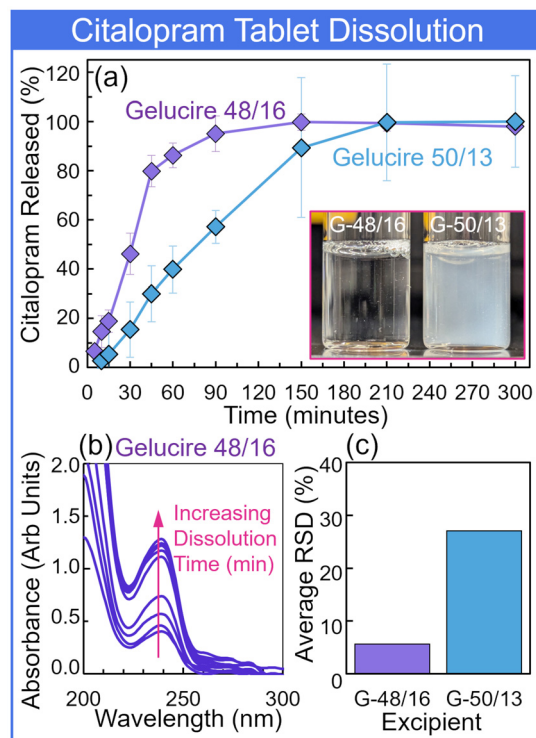 Citalopram Tablet Dissolution
(a)
Citalopram Released (%)
120
100
80
60
40
20
0
Gelucire 48/16
Gelucire 50/13
G-48/16 G-50/13
0 30 60 90 120 150 180 210 240 270 300
Time (minutes)
(b) Gelucire 48/16
Absorbance (Arb Units)
2.0
1.5
1.0
0.5
0.0
Increasing
Dissolution
Time (min)
200 250 300
Wavelength (nm)
(c)
Average RSD (%)
40
30
20
10
0
G-48/16 G-50/13
Excipient